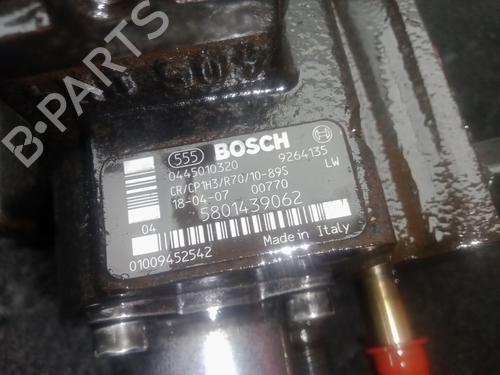 B-PARTS
555 BOSCH
0445010320 9264135
CR/CP1H3/R70/10-89S LW
18-04-07 00770
04 5801439062
01009452542 Made in Italy